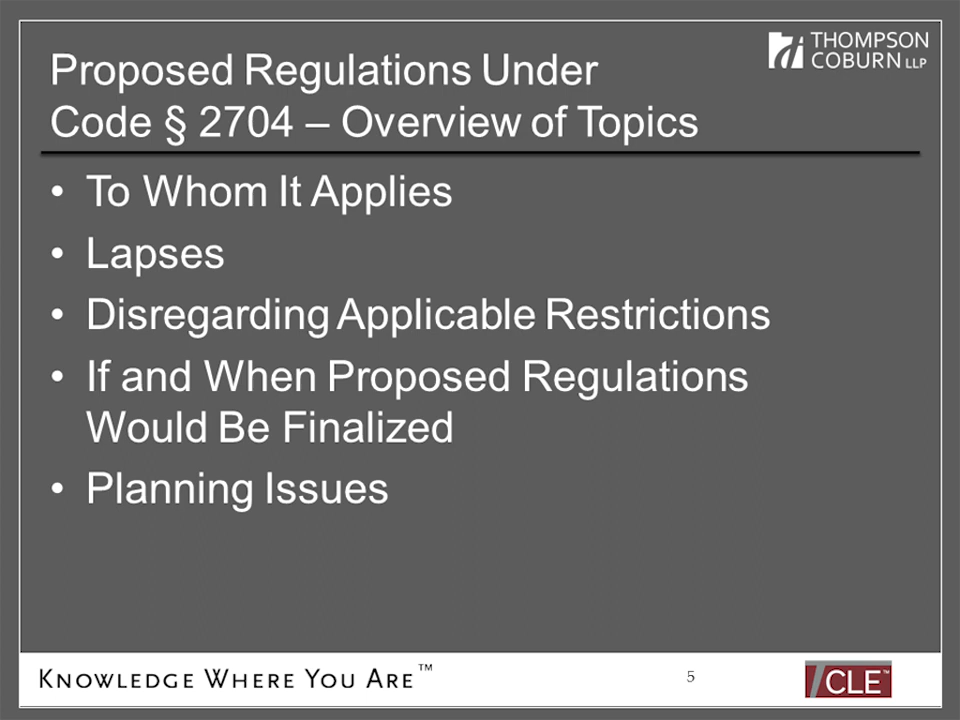 THOMPSON
COBURN LLP
Proposed Regulations Under
Code § 2704 – Overview of Topics
• To Whom It Applies
• Lapses
• Disregarding Applicable Restrictions
• If and When Proposed Regulations
Would Be Finalized
• Planning Issues
KNOWLEDGE WHERE YOU ARE™
5
TCLE™